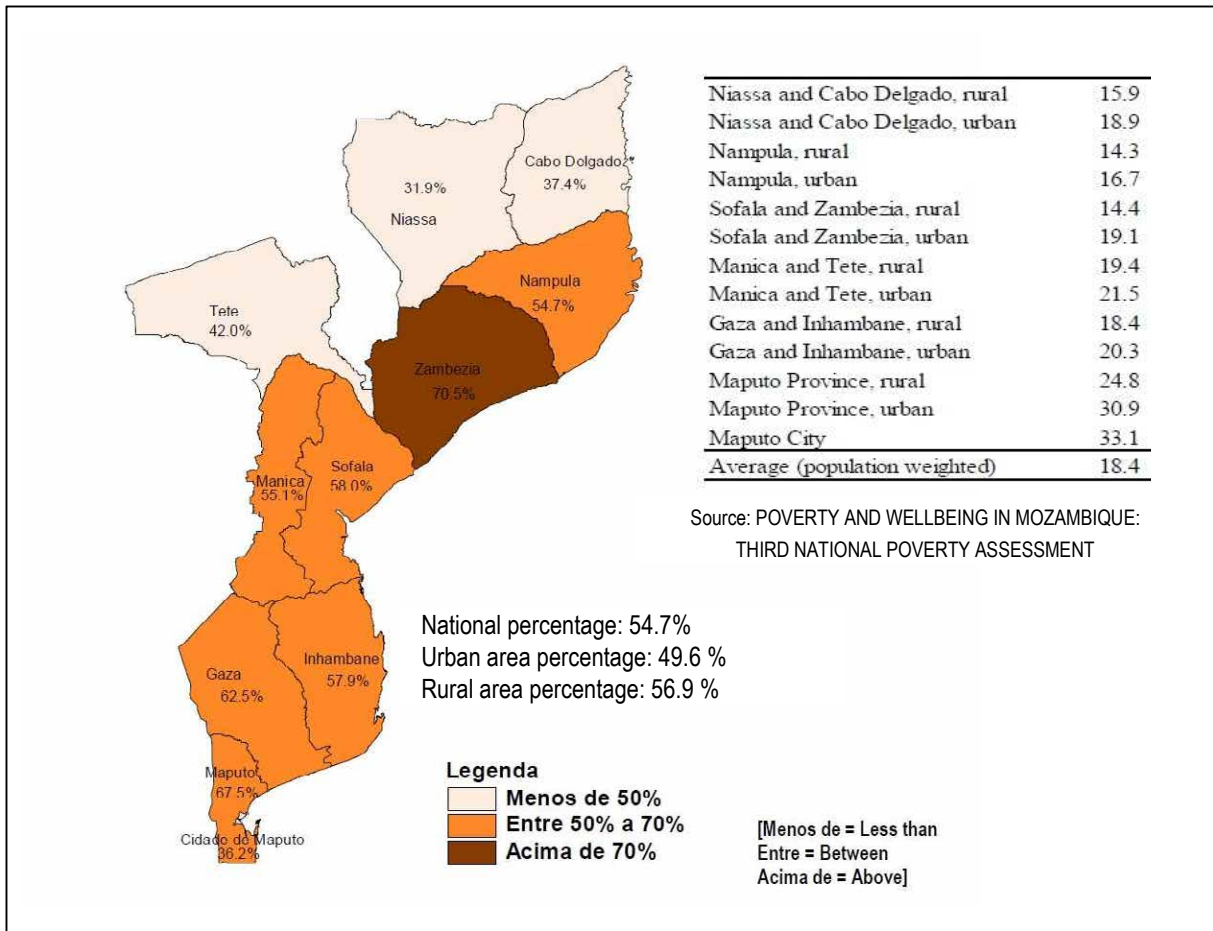 Niassa and Cabo Delgado, rural 15.9
Niassa and Cabo Delgado, urban 18.9
Nampula, rural 14.3
Nampula, urban 16.7
Sofala and Zambezia, rural 14.4
Sofala and Zambezia, urban 19.1
Manica and Tete, rural 19.4
Manica and Tete, urban 21.5
Gaza and Inhambane, rural 18.4
Gaza and Inhambane, urban 20.3
Maputo Province, rural 24.8
Maputo Province, urban 30.9
Maputo City 33.1
Average (population weighted) 18.4
Source: POVERTY AND WELLBEING IN MOZAMBIQUE:
THIRD NATIONAL POVERTY ASSESSMENT
Cabo Dolgado
37.4%
31.9%
Niassa
Nampula
54.7%
Tete
42.0%
Zambezia
70.5%
Sofala
58.0%
Manica
55.1%
Inhambane
57.9%
Gaza
62.5%
Maputo
67.5%
Cidade de Maputo
36.2%
National percentage: 54.7%
Urban area percentage: 49.6 %
Rural area percentage: 56.9 %
Legenda
Menos de 50%
Entre 50% a 70%
Acima de 70%
[Menos de = Less than
Entre = Between
Acima de = Above]